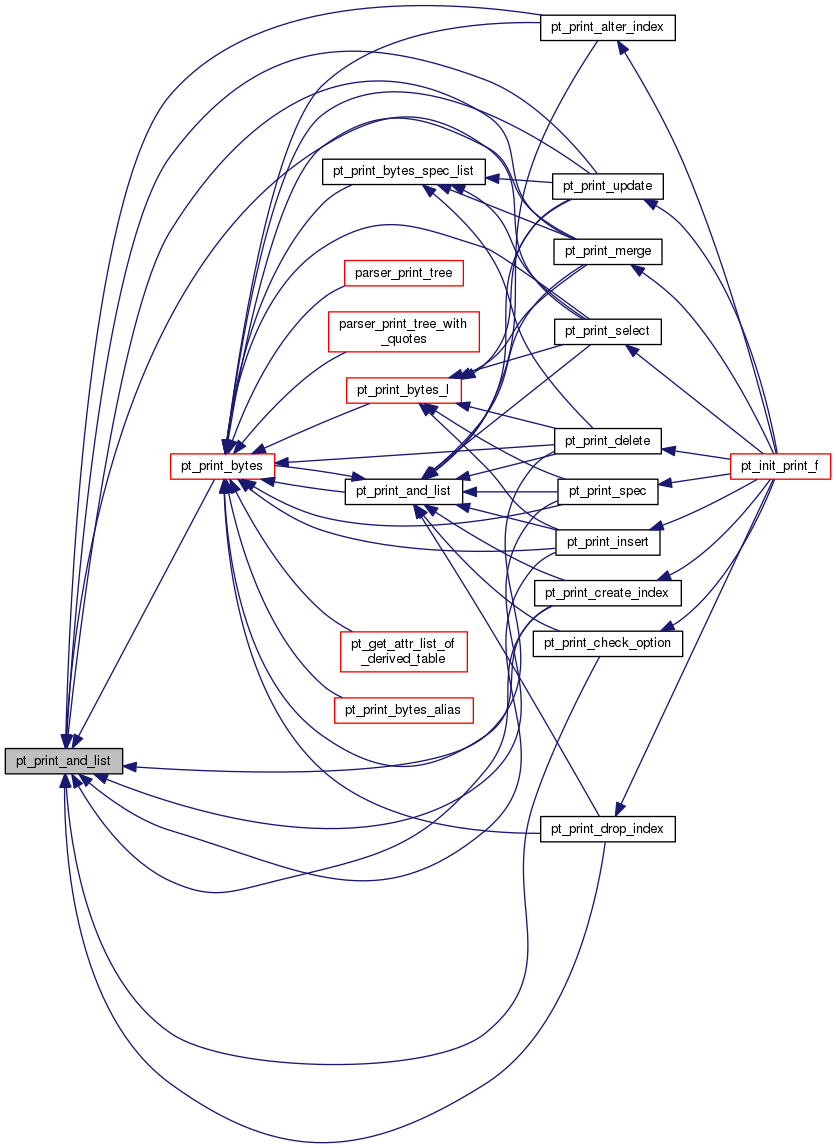 pt_print_alter_index
pt_print_bytes_spec_list
pt_print_update
pt_print_merge
parser_print_tree
parser_print_tree_with
_quotes
pt_print_select
pt_print_bytes_l
pt_print_delete
pt_print_bytes
pt_init_print_f
pt_print_and_list
pt_print_spec
pt_print_insert
pt_print_create_index
pt_print_check_option
pt_get_attr_list_of
_derived_table
pt_print_bytes_alias
pt_print_and_list
pt_print_drop_index